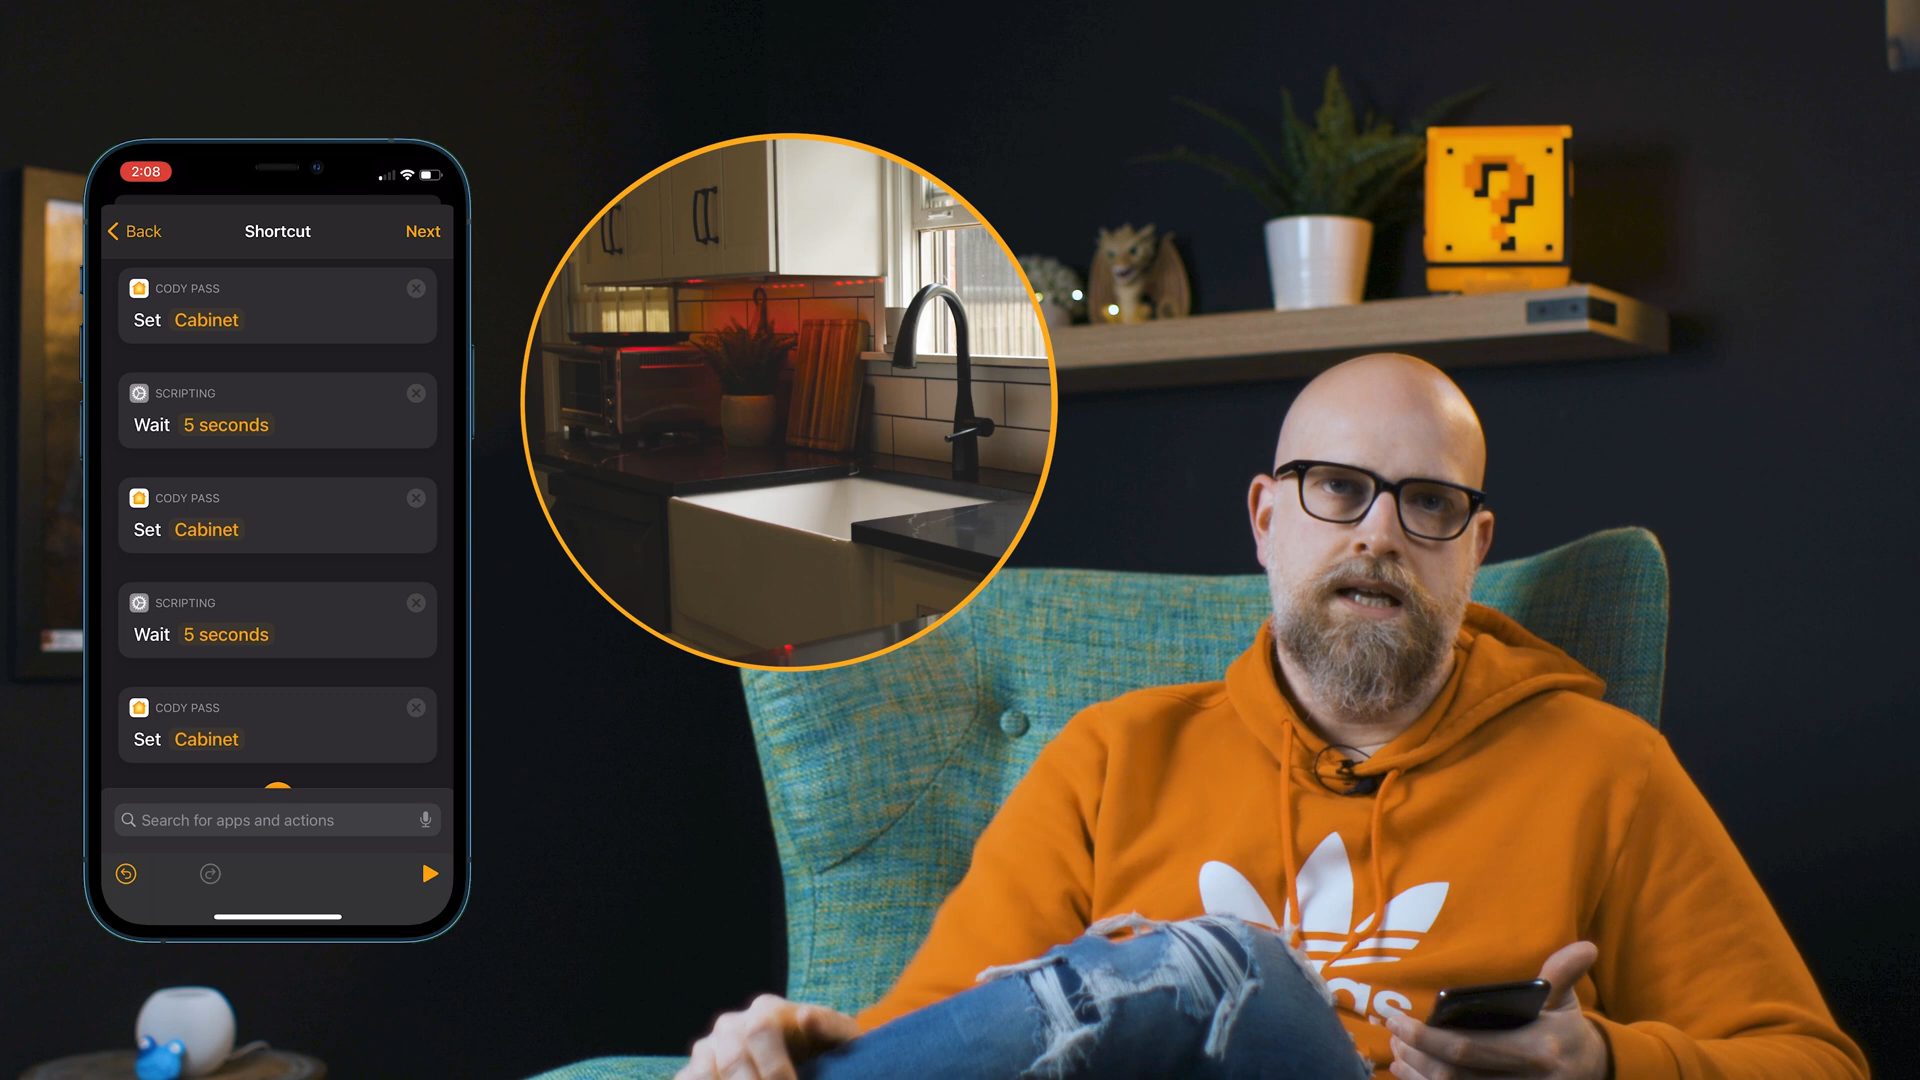 2:08
Back Shortcut Next
CODY PASS
Set Cabinet
SCRIPTING
Wait 5 seconds
CODY PASS
Set Cabinet
SCRIPTING
Wait 5 seconds
CODY PASS
Set Cabinet
Search for apps and actions
?
as